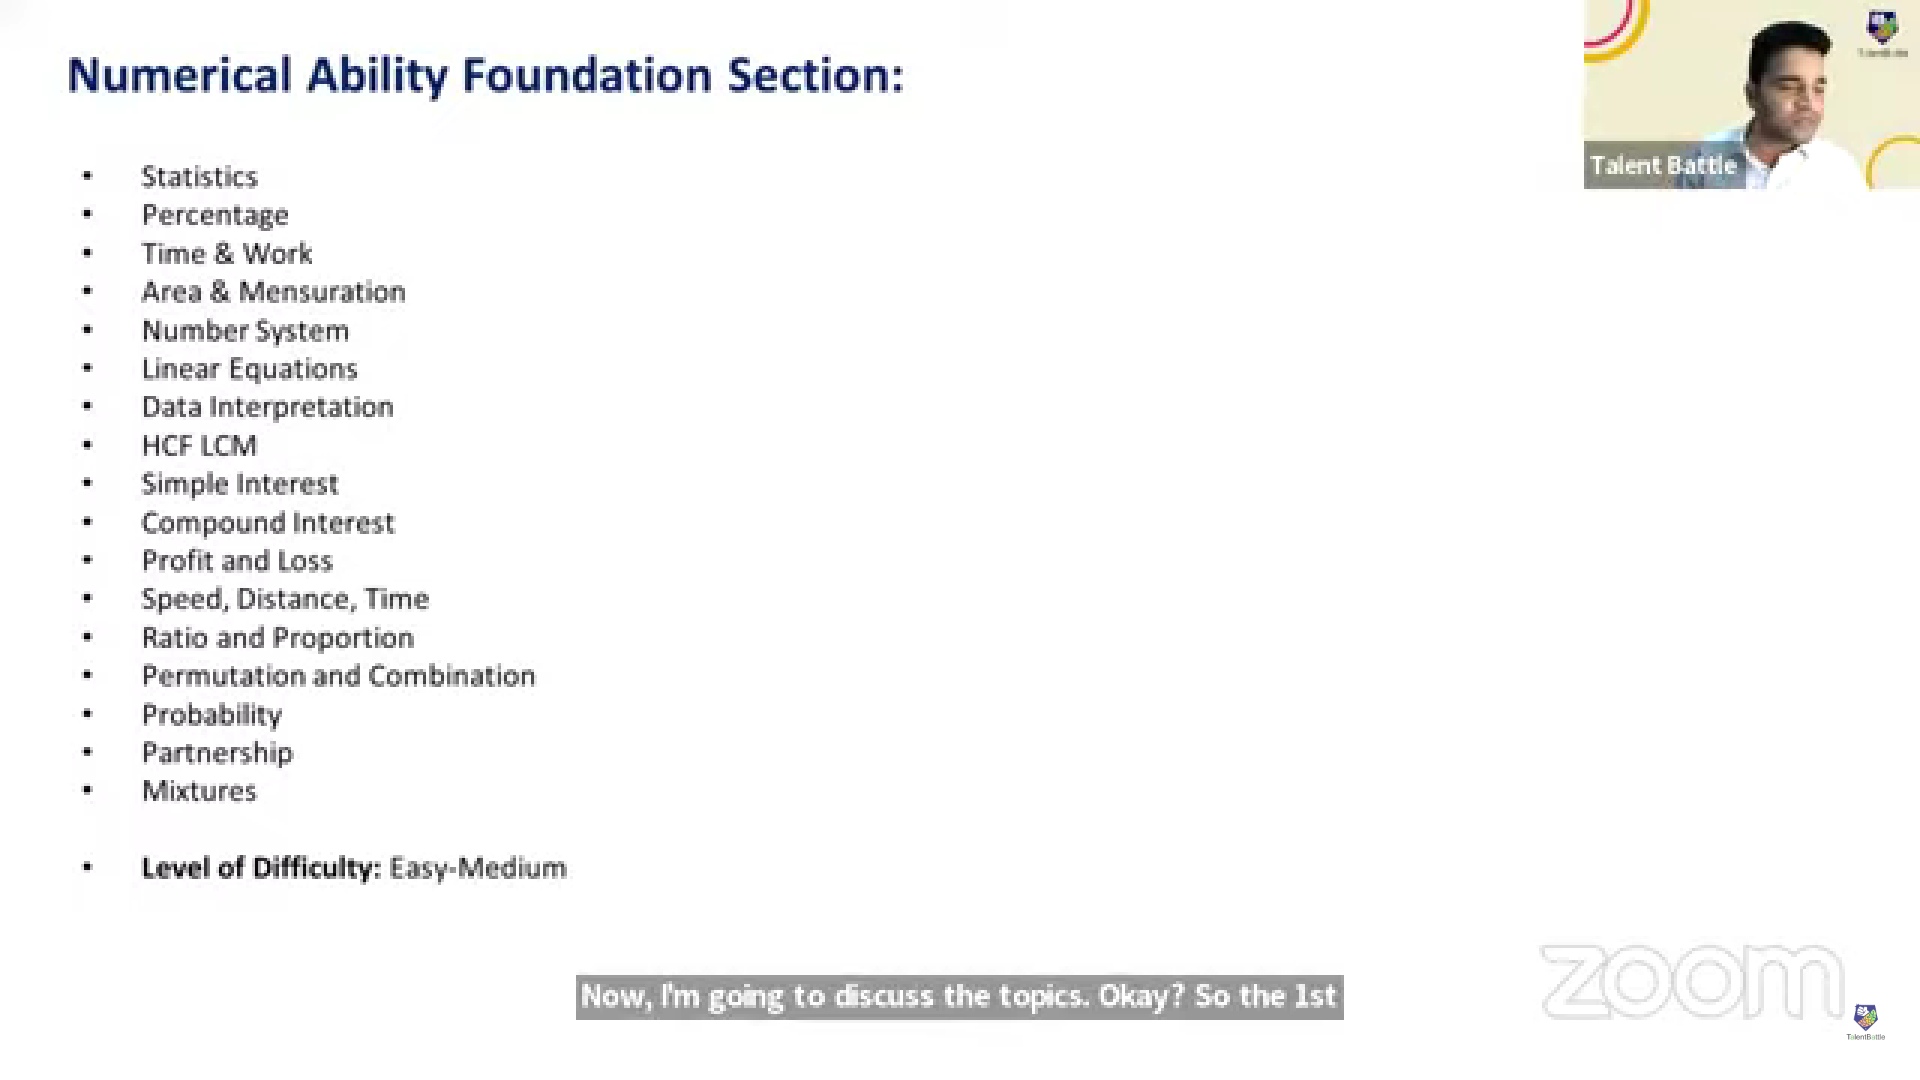 Numerical Ability Foundation Section:
• Statistics
• Percentage
• Time & Work
• Area & Mensuration
• Number System
• Linear Equations
• Data Interpretation
• HCF LCM
• Simple Interest
• Compound Interest
• Profit and Loss
• Speed, Distance, Time
• Ratio and Proportion
• Permutation and Combination
• Probability
• Partnership
• Mixtures
• Level of Difficulty: Easy-Medium
Talent Battle
Now, I'm going to discuss the topics. Okay? So the 1st
zoom
TalentBattle